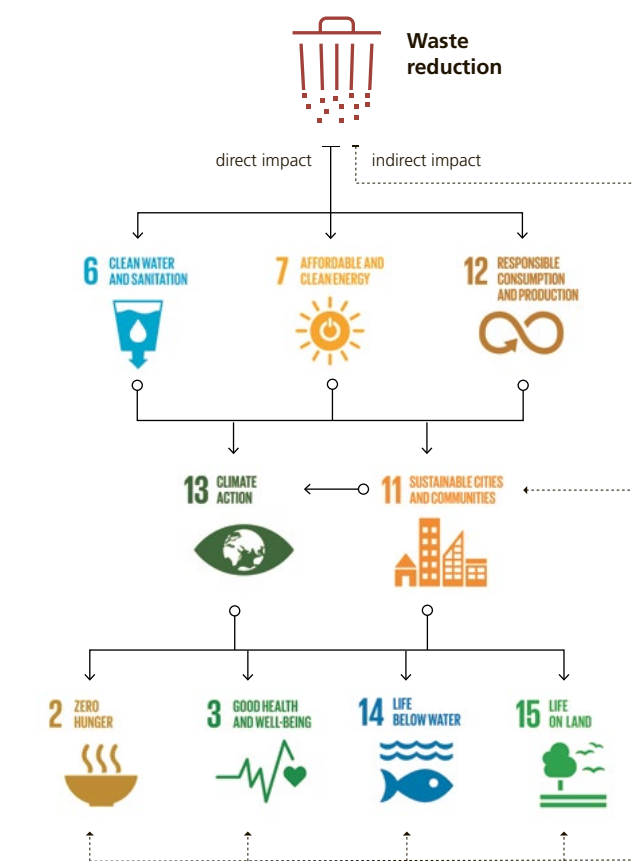 Waste
reduction
direct impact
indirect impact
6 CLEAN WATER
AND SANITATION
7 AFFORDABLE AND
CLEAN ENERGY
12 RESPONSIBLE
CONSUMPTION
AND PRODUCTION
13 CLIMATE
ACTION
11 SUSTAINABLE CITIES
AND COMMUNITIES
2 ZERO
HUNGER
3 GOOD HEALTH
AND WELL-BEING
14 LIFE
BELOW WATER
15 LIFE
ON LAND